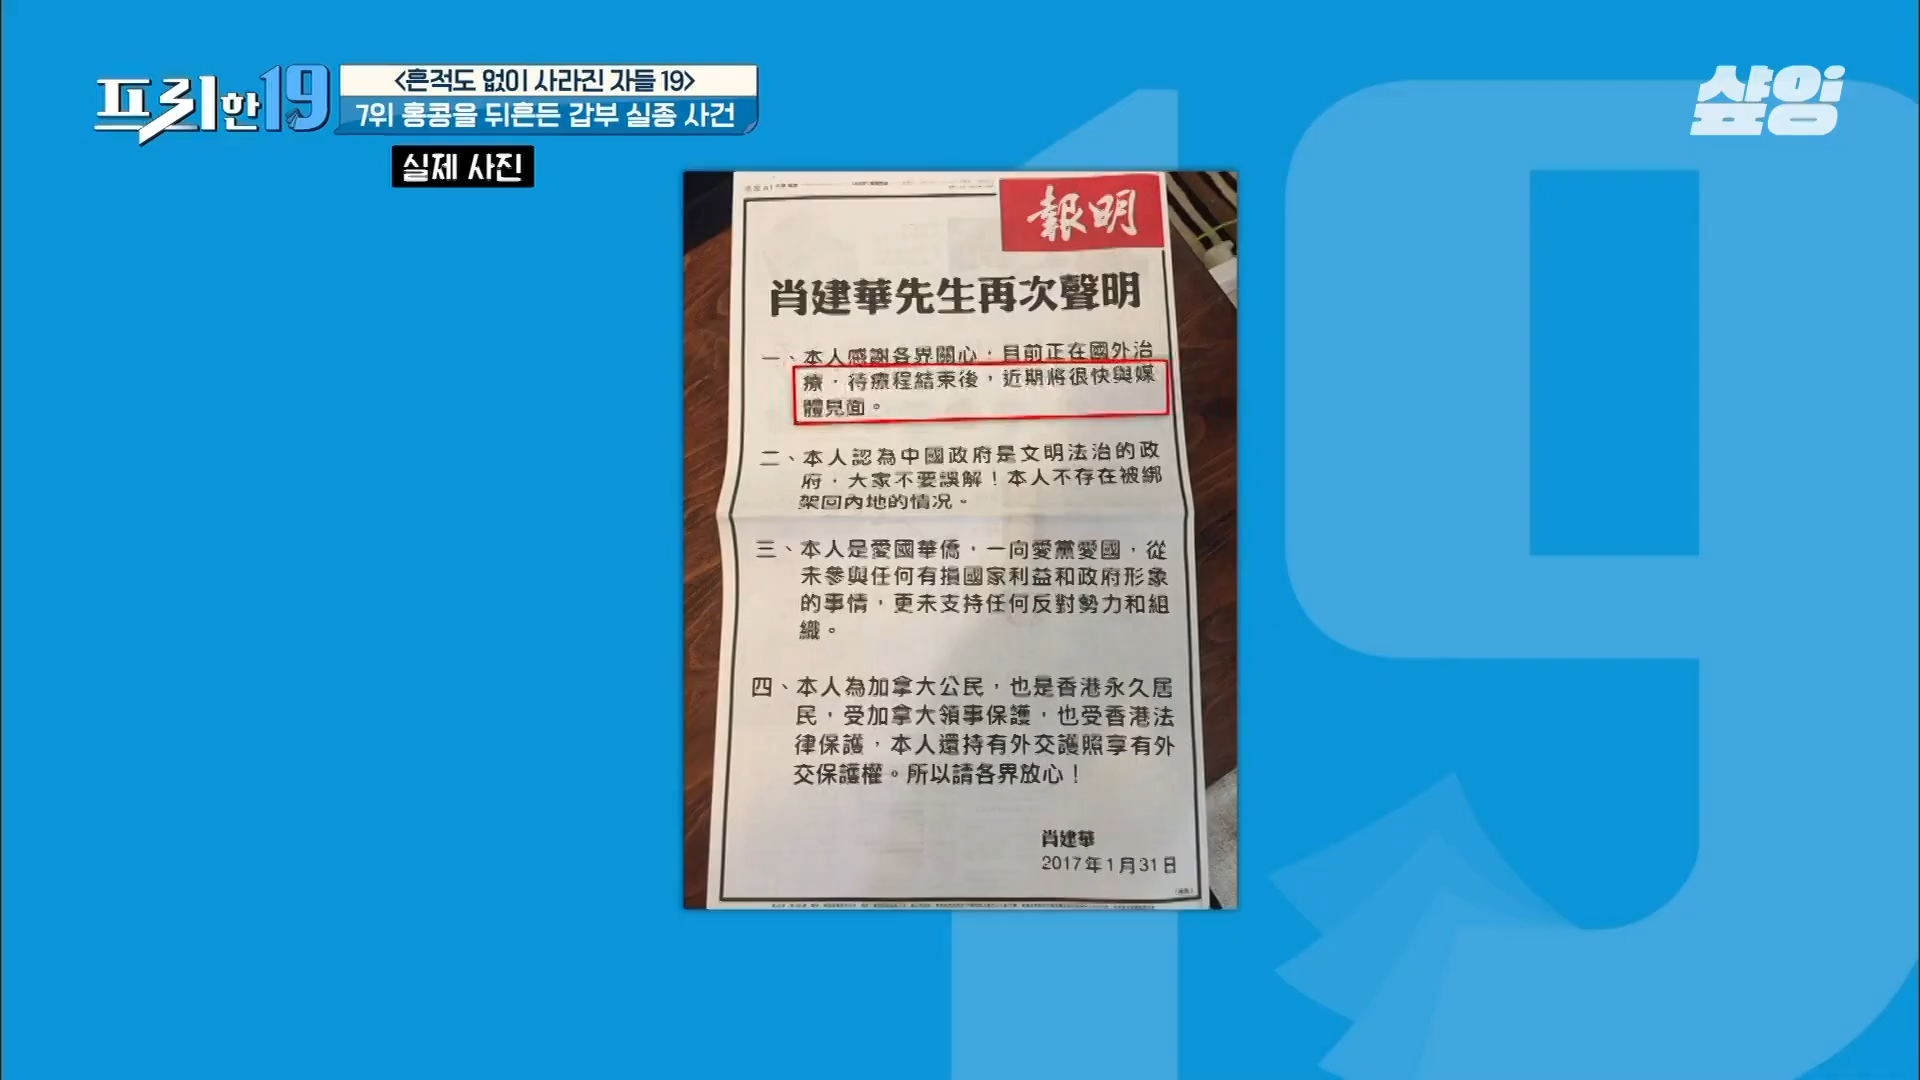 프리한19
<흔적도 없이 사라진 자들 19>
7위 홍콩을 뒤흔든 갑부 실종 사건
샾잉
실제 사진
報明
肖建華先生再次聲明
一、本人感謝各界關心，目前正在國外治
療，待療程結束後，近期將很快與媒
體見面。
二、本人認為中國政府是文明法治的政
府，大家不要誤解！本人不存在被綁
架回內地的情況。
三、本人是愛國華僑，一向愛黨愛國，從
未參與任何有損國家利益和政府形象
的事情，更未支持任何反對勢力和組
織。
四、本人為加拿大公民，也是香港永久居
民，受加拿大領事保護，也受香港法
律保護，本人還持有外交護照享有外
交保護權。所以請各界放心！
肖建華
2017年1月31日